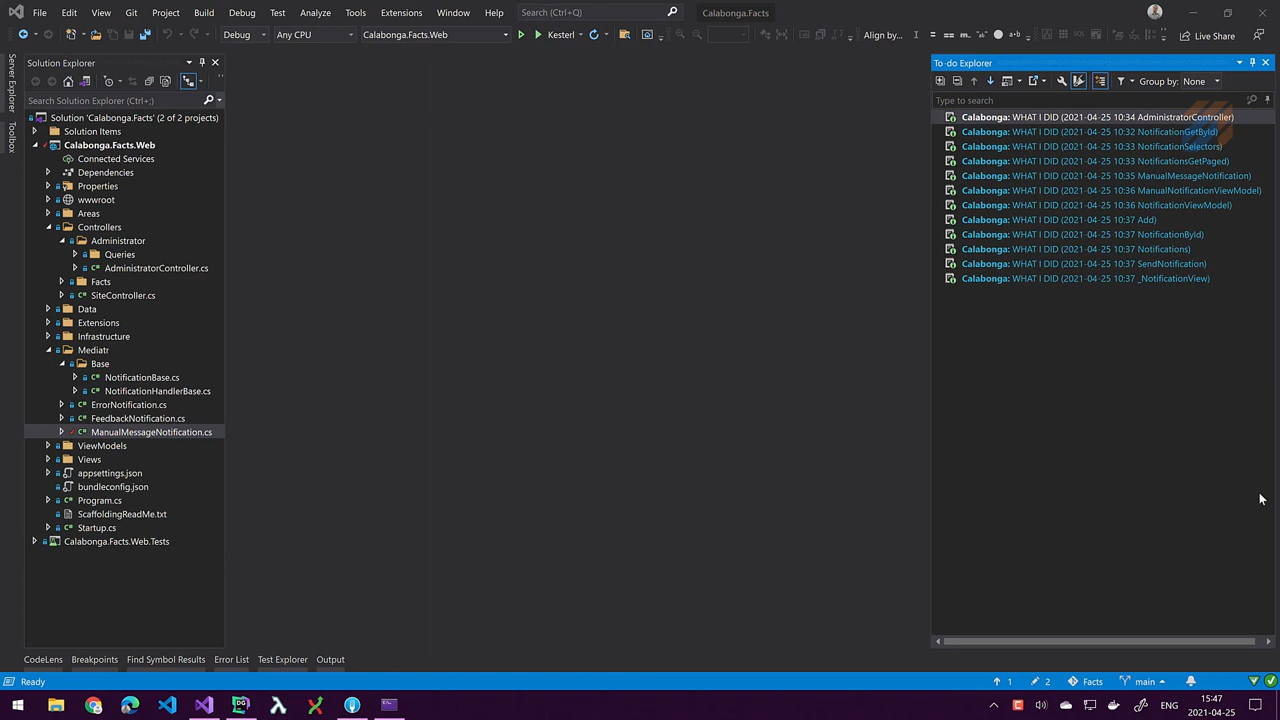 File Edit View Git Project Build Debug Test Analyze Tools Extensions Window Help Search (Ctrl+;) Calabonga.Facts
Debug Any CPU Calabonga.Facts.Web Kestrel Align by... Live Share
Server Explorer
Toolbox
Solution Explorer
Search Solution Explorer (Ctrl+;)
Solution 'Calabonga.Facts' (2 of 2 projects)
Solution Items
Calabonga.Facts.Web
Connected Services
Dependencies
Properties
wwwroot
Areas
Controllers
Administrator
Queries
AdministratorController.cs
Facts
SiteController.cs
Data
Extensions
Infrastructure
Mediatr
Base
NotificationBase.cs
NotificationHandlerBase.cs
ErrorNotification.cs
FeedbackNotification.cs
ManualMessageNotification.cs
ViewModels
Views
appsettings.json
bundleconfig.json
Program.cs
ScaffoldingReadMe.txt
Startup.cs
Calabonga.Facts.Web.Tests
To-do Explorer
Group by: None
Type to search
Calabonga: WHAT I DID (2021-04-25 10:34 AdministratorController)
Calabonga: WHAT I DID (2021-04-25 10:32 NotificationGetById)
Calabonga: WHAT I DID (2021-04-25 10:33 NotificationSelectors)
Calabonga: WHAT I DID (2021-04-25 10:33 NotificationsGetPaged)
Calabonga: WHAT I DID (2021-04-25 10:35 ManualMessageNotification)
Calabonga: WHAT I DID (2021-04-25 10:36 ManualNotificationViewModel)
Calabonga: WHAT I DID (2021-04-25 10:36 NotificationViewModel)
Calabonga: WHAT I DID (2021-04-25 10:37 Add)
Calabonga: WHAT I DID (2021-04-25 10:37 NotificationById)
Calabonga: WHAT I DID (2021-04-25 10:37 Notifications)
Calabonga: WHAT I DID (2021-04-25 10:37 SendNotification)
Calabonga: WHAT I DID (2021-04-25 10:37 _NotificationView)
CodeLens Breakpoints Find Symbol Results Error List Test Explorer Output
Ready 1 2 Facts main
ENG 15:47
2021-04-25